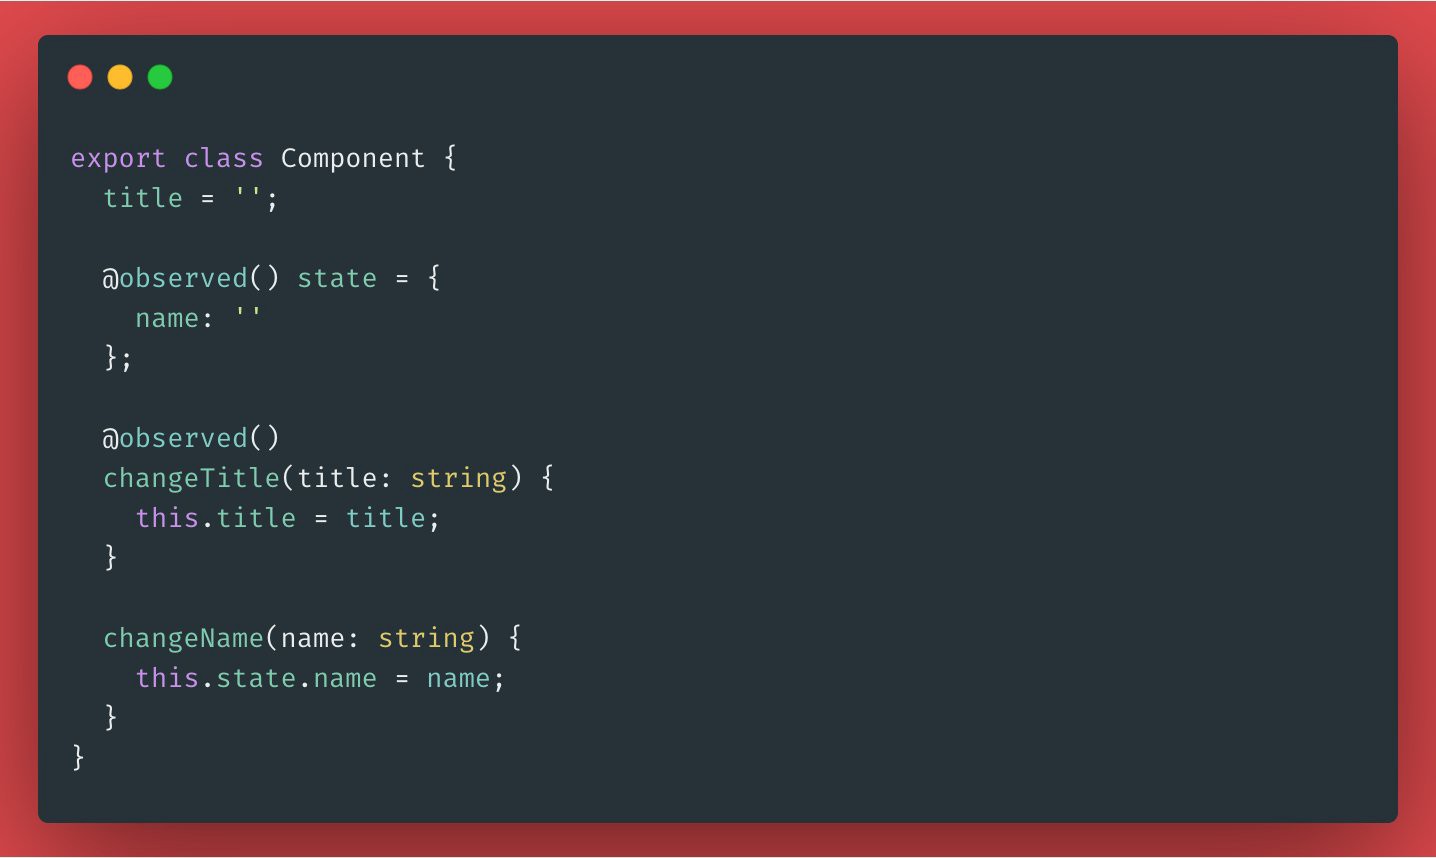 export class Component {
  title = '';

  @observed() state = {
    name: ''
  };

  @observed()
  changeTitle(title: string) {
    this.title = title;
  }

  changeName(name: string) {
    this.state.name = name;
  }
}